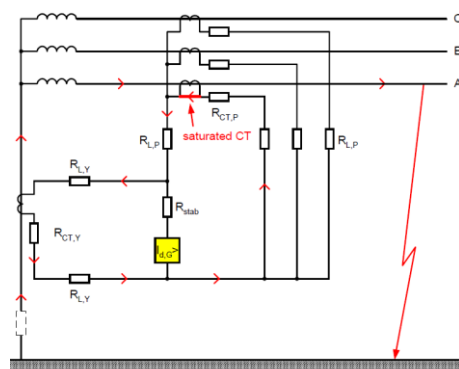 C
B
A
R_CT,P
saturated CT
R_L,P
R_L,P
R_L,Y
R_stab
R_CT,Y
I_d,G>
R_L,Y